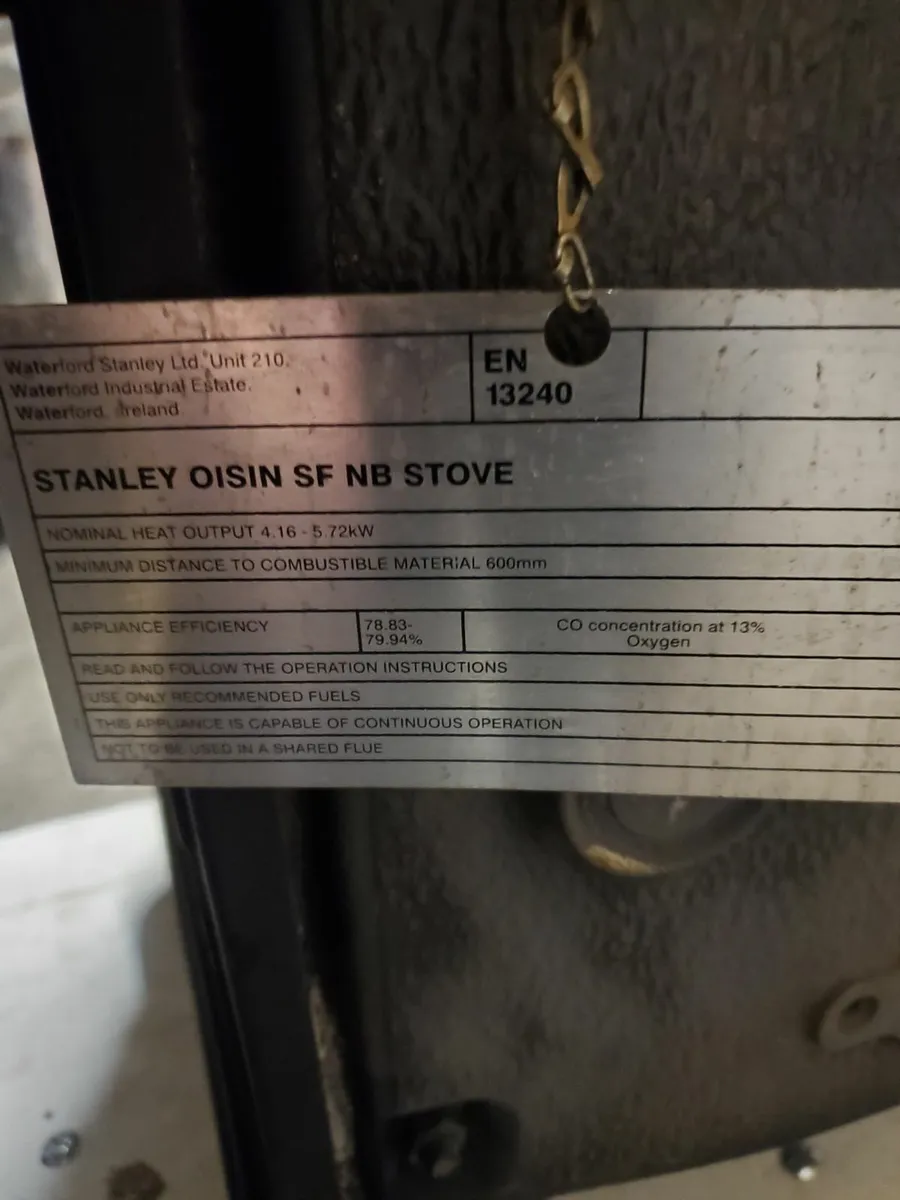 Waterford Stanley Ltd. Unit 210.
Waterford Industrial Estate.
Waterford. Ireland
EN
13240
STANLEY OISIN SF NB STOVE
NOMINAL HEAT OUTPUT 4.16 - 5.72kW
MINIMUM DISTANCE TO COMBUSTIBLE MATERIAL 600mm
APPLIANCE EFFICIENCY
78.83-
79.94%
CO concentration at 13%
Oxygen
READ AND FOLLOW THE OPERATION INSTRUCTIONS
USE ONLY RECOMMENDED FUELS
THIS APPLIANCE IS CAPABLE OF CONTINUOUS OPERATION
NOT TO BE USED IN A SHARED FLUE